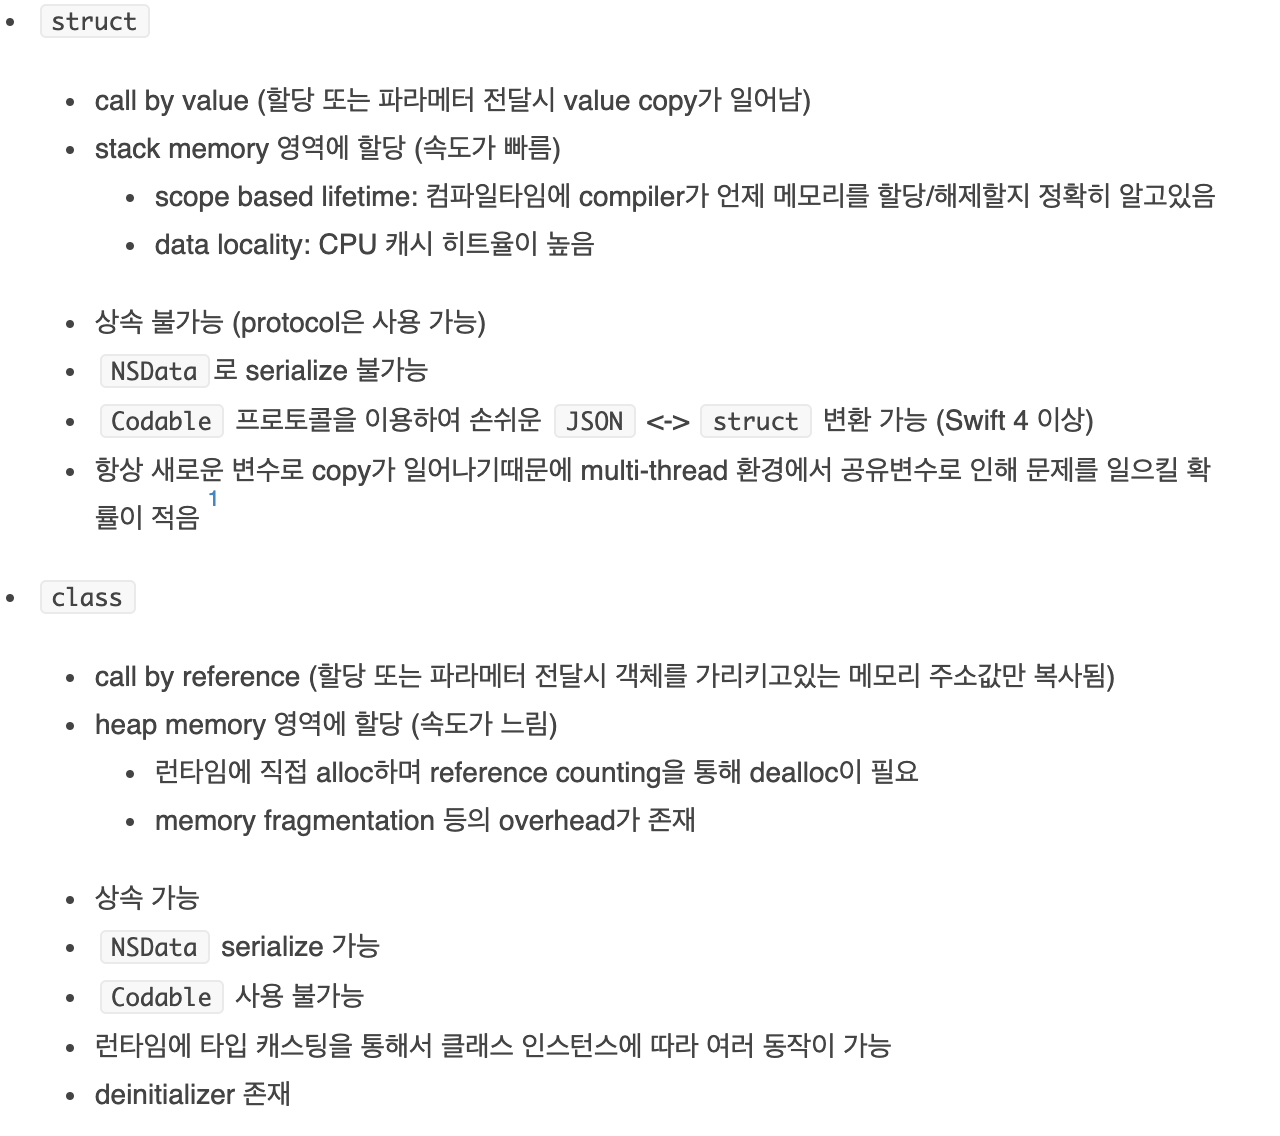 struct
call by value (할당 또는 파라메터 전달시 value copy가 일어남)
stack memory 영역에 할당 (속도가 빠름)
scope based lifetime: 컴파일타임에 compiler가 언제 메모리를 할당/해제할지 정확히 알고있음
data locality: CPU 캐시 히트율이 높음
상속 불가능 (protocol은 사용 가능)
NSData로 serialize 불가능
Codable 프로토콜을 이용하여 손쉬운 JSON <-> struct 변환 가능 (Swift 4 이상)
항상 새로운 변수로 copy가 일어나기때문에 multi-thread 환경에서 공유변수로 인해 문제를 일으킬 확
률이 적음 1
class
call by reference (할당 또는 파라메터 전달시 객체를 가리키고있는 메모리 주소값만 복사됨)
heap memory 영역에 할당 (속도가 느림)
런타임에 직접 alloc하며 reference counting을 통해 dealloc이 필요
memory fragmentation 등의 overhead가 존재
상속 가능
NSData serialize 가능
Codable 사용 불가능
런타임에 타입 캐스팅을 통해서 클래스 인스턴스에 따라 여러 동작이 가능
deinitializer 존재